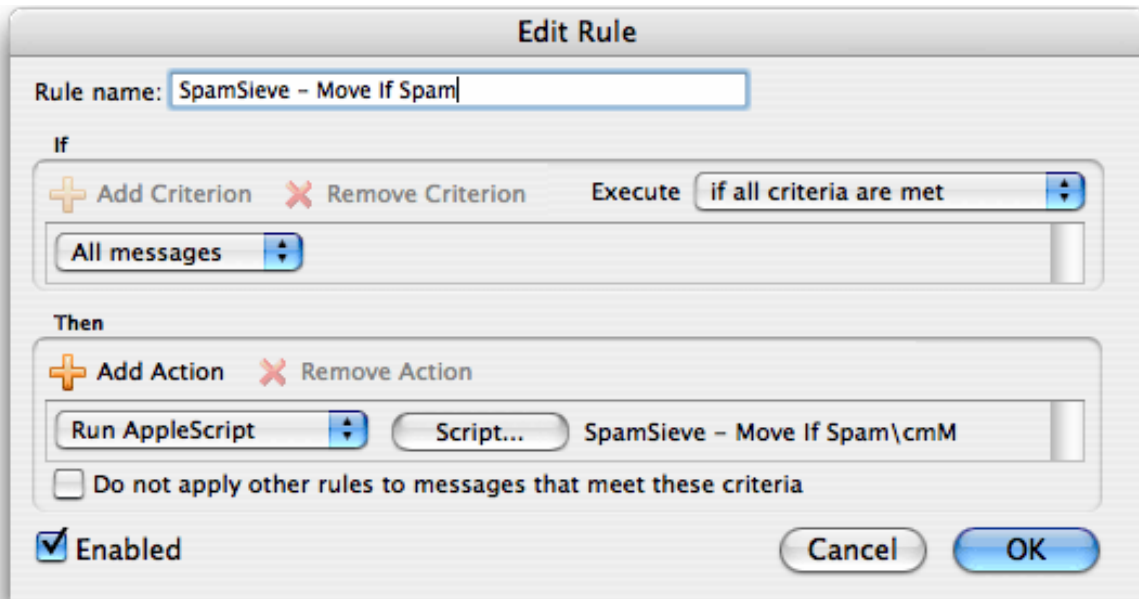 Edit Rule
Rule name: SpamSieve – Move If Spam
If
Add Criterion Remove Criterion Execute if all criteria are met
All messages
Then
Add Action Remove Action
Run AppleScript Script... SpamSieve – Move If Spam\cmM
Do not apply other rules to messages that meet these criteria
Enabled Cancel OK